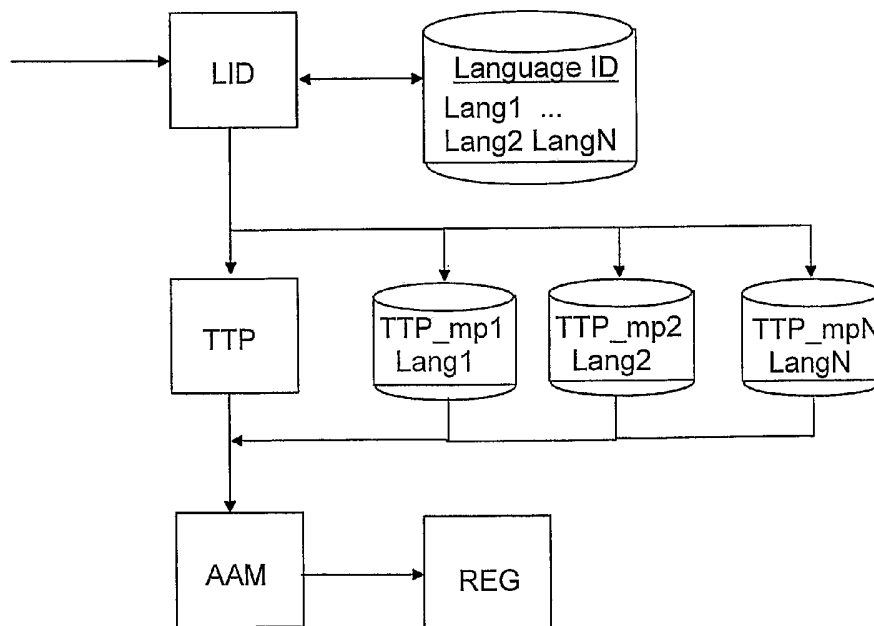 LID
Language ID
Lang1 ...
Lang2 LangN
TTP
TTP_mp1
Lang1
TTP_mp2
Lang2
TTP_mpN
LangN
AAM
REG